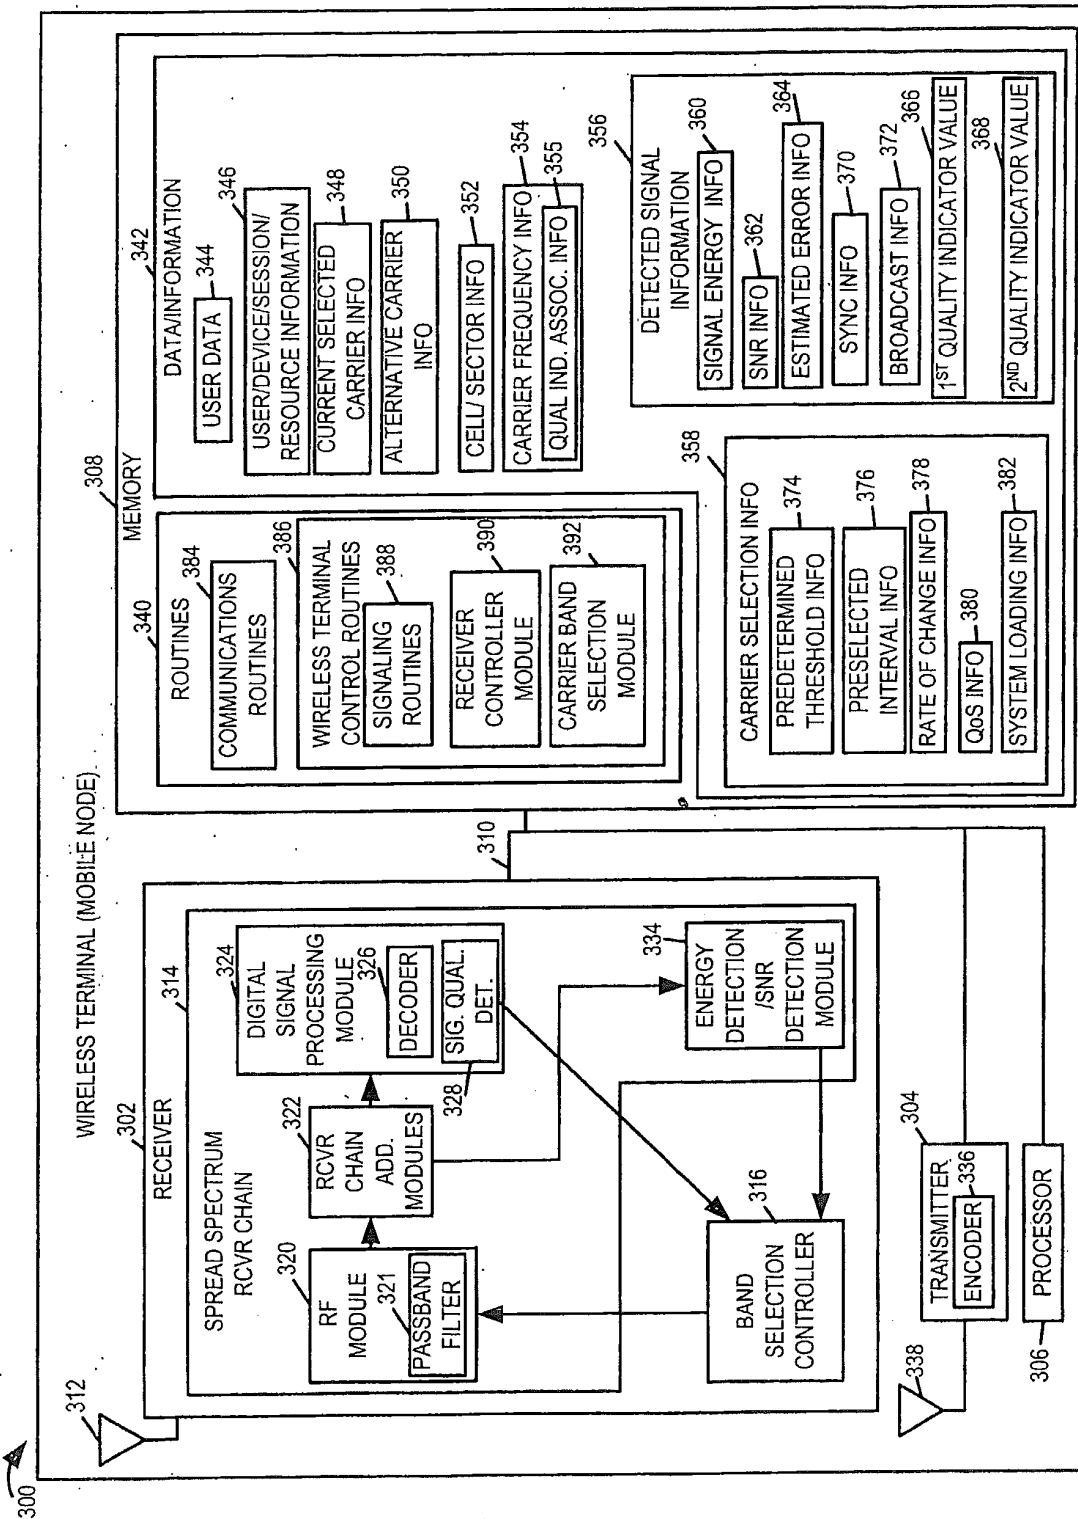 300
WIRELESS TERMINAL (MOBILE NODE)
312
302
RECEIVER
314
SPREAD SPECTRUM
RCVR CHAIN
320
RF
MODULE
321
PASSBAND
FILTER
322
RCVR
CHAIN
ADD.
MODULES
324
DIGITAL
SIGNAL
PROCESSING
MODULE
326
DECODER
SIG. QUAL.
DET.
328
334
ENERGY
DETECTION
/SNR
DETECTION
MODULE
316
BAND
SELECTION
CONTROLLER
310
304
TRANSMITTER
336
ENCODER
338
PROCESSOR
306
308
MEMORY
340
ROUTINES
384
COMMUNICATIONS
ROUTINES
386
WIRELESS TERMINAL
CONTROL ROUTINES
388
SIGNALING
ROUTINES
390
RECEIVER
CONTROLLER
MODULE
392
CARRIER BAND
SELECTION
MODULE
342
DATA/INFORMATION
344
USER DATA
346
USER/DEVICE/SESSION/
RESOURCE INFORMATION
348
CURRENT SELECTED
CARRIER INFO
350
ALTERNATIVE CARRIER
INFO
352
CELL/ SECTOR INFO
354
CARRIER FREQUENCY INFO
355
QUAL IND. ASSOC. INFO
356
DETECTED SIGNAL
INFORMATION
360
SIGNAL ENERGY INFO
362
SNR INFO
364
ESTIMATED ERROR INFO
370
SYNC INFO
372
BROADCAST INFO
366
1ST QUALITY INDICATOR VALUE
368
2ND QUALITY INDICATOR VALUE
358
CARRIER SELECTION INFO
374
PREDETERMINED
THRESHOLD INFO
376
PRESELECTED
INTERVAL INFO
378
RATE OF CHANGE INFO
380
QoS INFO
382
SYSTEM LOADING INFO